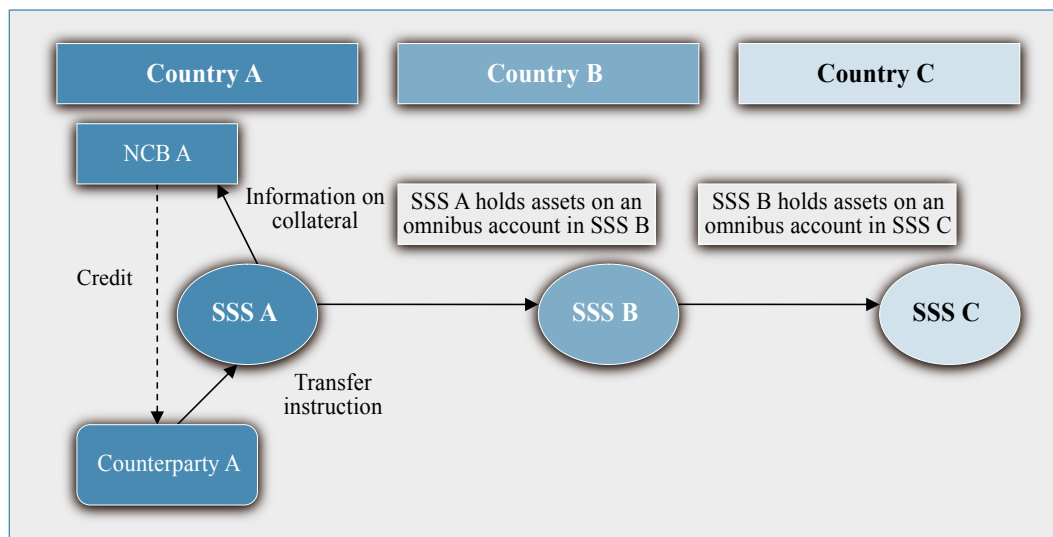 Country A
Country B
Country C
NCB A
Information on
collateral
SSS A holds assets on an
omnibus account in SSS B
SSS B holds assets on an
omnibus account in SSS C
Credit
SSS A
SSS B
SSS C
Transfer
instruction
Counterparty A